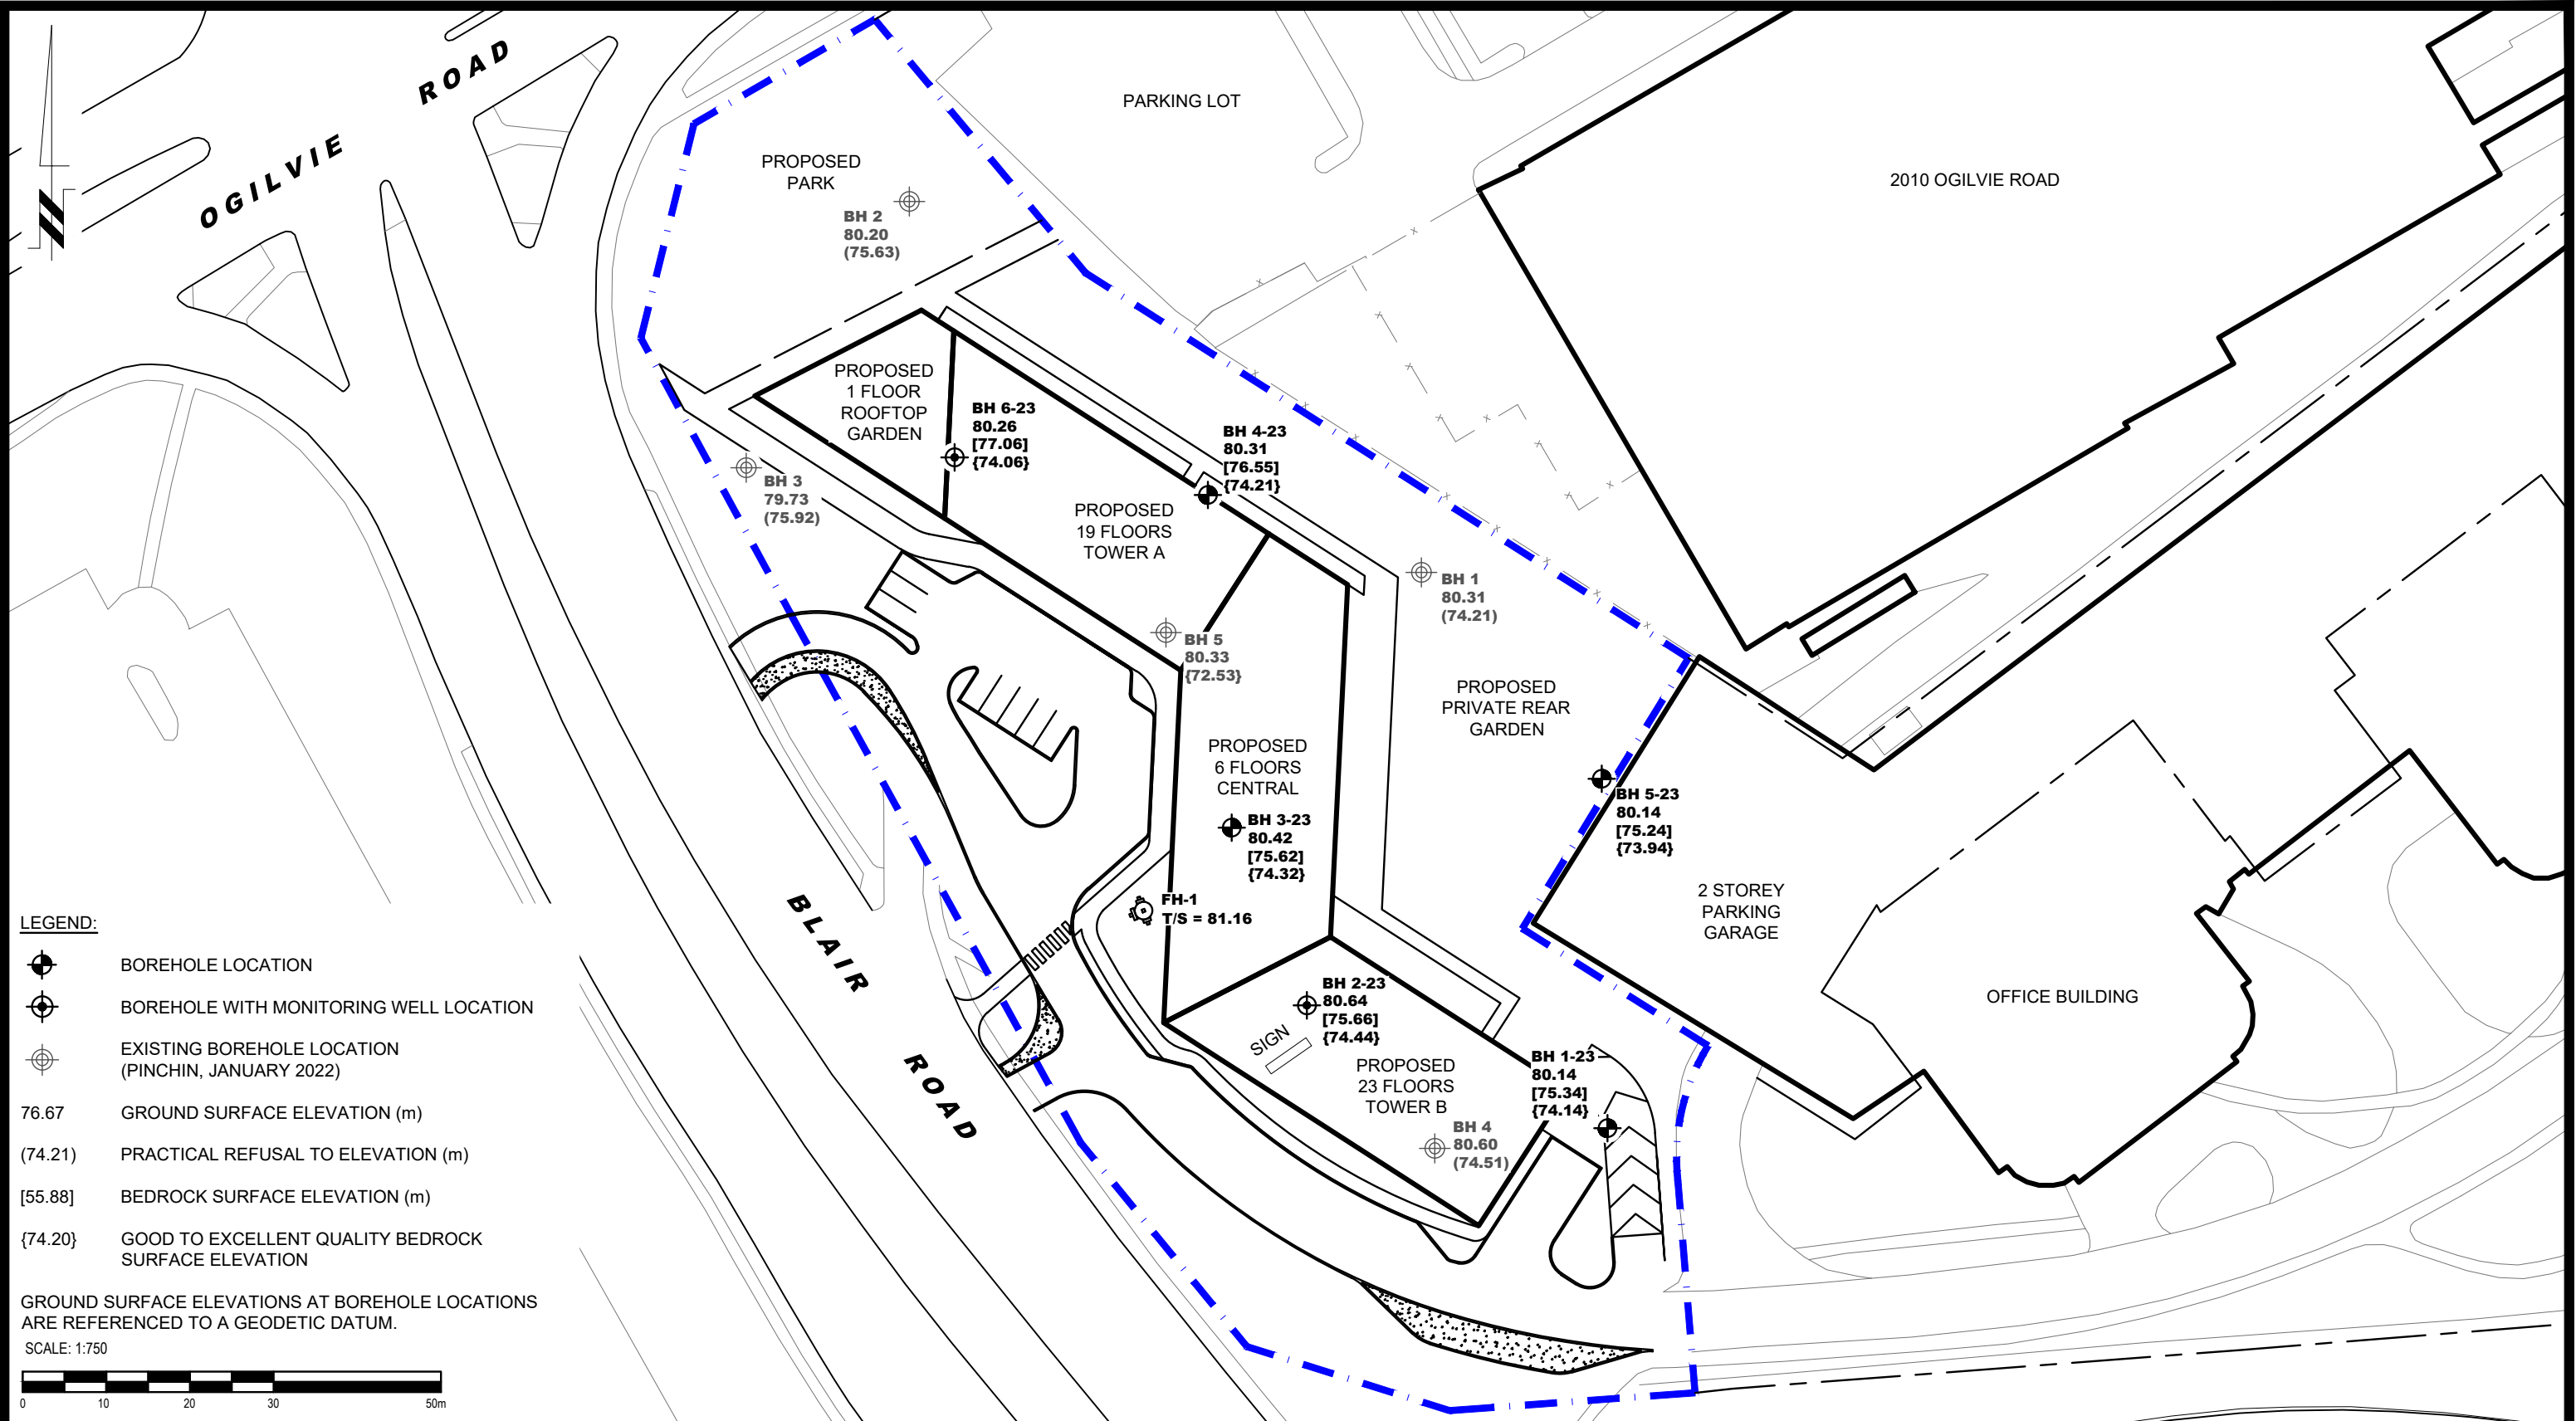 OGILVIE ROAD
PARKING LOT
2010 OGILVIE ROAD
PROPOSED
PARK
BH 2
80.20
(75.63)
PROPOSED
1 FLOOR
ROOFTOP
GARDEN
BH 6-23
80.26
[77.06]
{74.06}
BH 4-23
80.31
[76.55]
{74.21}
BH 3
79.73
(75.92)
PROPOSED
19 FLOORS
TOWER A
BH 1
80.31
(74.21)
BH 5
80.33
{72.53}
PROPOSED
PRIVATE REAR
GARDEN
PROPOSED
6 FLOORS
CENTRAL
BH 5-23
80.14
[75.24]
{73.94}
BH 3-23
80.42
[75.62]
{74.32}
FH-1
T/S = 81.16
2 STOREY
PARKING
GARAGE
OFFICE BUILDING
BLAIR ROAD
BH 2-23
80.64
[75.66]
{74.44}
SIGN
PROPOSED
23 FLOORS
TOWER B
BH 1-23
80.14
[75.34]
{74.14}
BH 4
80.60
(74.51)
LEGEND:
BOREHOLE LOCATION
BOREHOLE WITH MONITORING WELL LOCATION
EXISTING BOREHOLE LOCATION
(PINCHIN, JANUARY 2022)
76.67 GROUND SURFACE ELEVATION (m)
(74.21) PRACTICAL REFUSAL TO ELEVATION (m)
[55.88] BEDROCK SURFACE ELEVATION (m)
{74.20} GOOD TO EXCELLENT QUALITY BEDROCK
SURFACE ELEVATION
GROUND SURFACE ELEVATIONS AT BOREHOLE LOCATIONS
ARE REFERENCED TO A GEODETIC DATUM.
SCALE: 1:750
0 10 20 30 50m